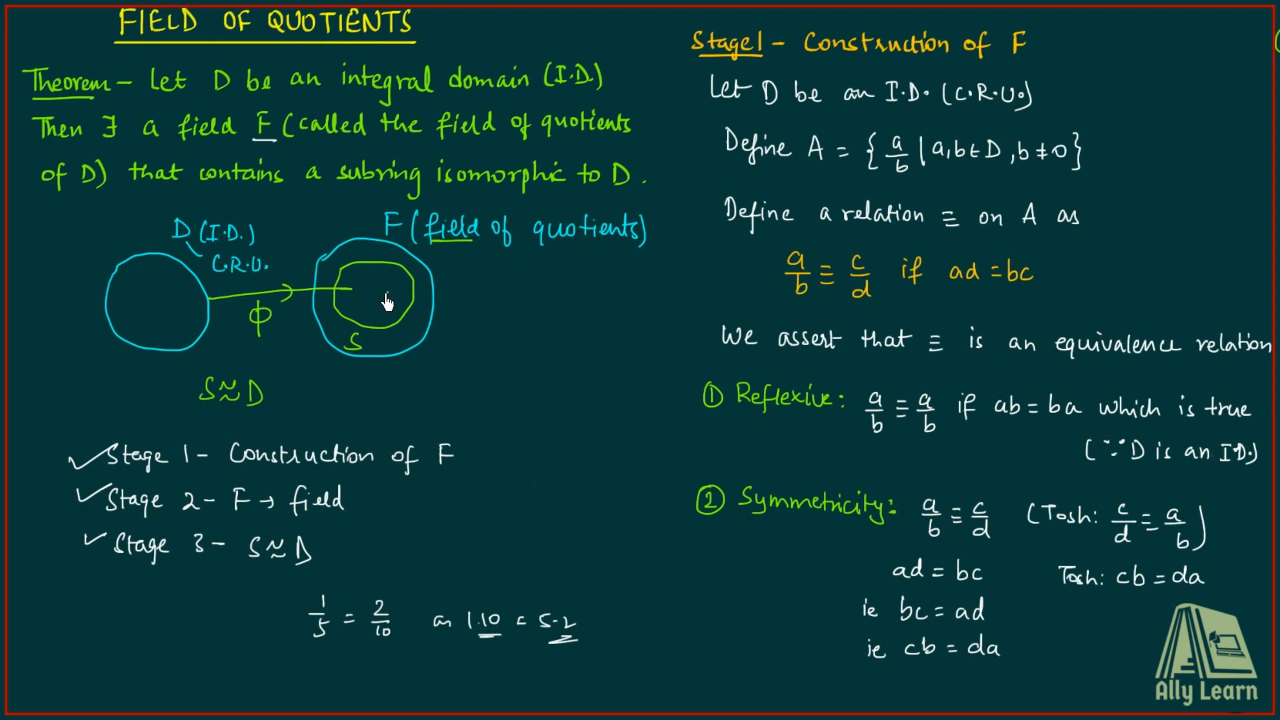 FIELD OF QUOTIENTS
Theorem - Let D be an integral domain (I.D.)
Then ∃ a field F (called the field of quotients
of D) that contains a subring isomorphic to D.
D (I.D.)
C.R.U.
F (field of quotients)
ϕ
S
S ≈ D
Stage 1 - Construction of F
Stage 2 - F → field
Stage 3 - S ≈ D
1/5 = 2/10 as 1.10 = 5.2
Stage1 - Construction of F
Let D be an I.D. (C.R.U.)
Define A = { a/b | a,b ∈ D, b ≠ 0 }
Define a relation ≡ on A as
a/b ≡ c/d if ad = bc
We assert that ≡ is an equivalence relation
① Reflexive: a/b ≡ a/b if ab = ba which is true
(∵ D is an I.D.)
② Symmetricity: a/b ≡ c/d (Tosh: c/d ≡ a/b)
ad = bc Tosh: cb = da
ie bc = ad
ie cb = da
Ally Learn